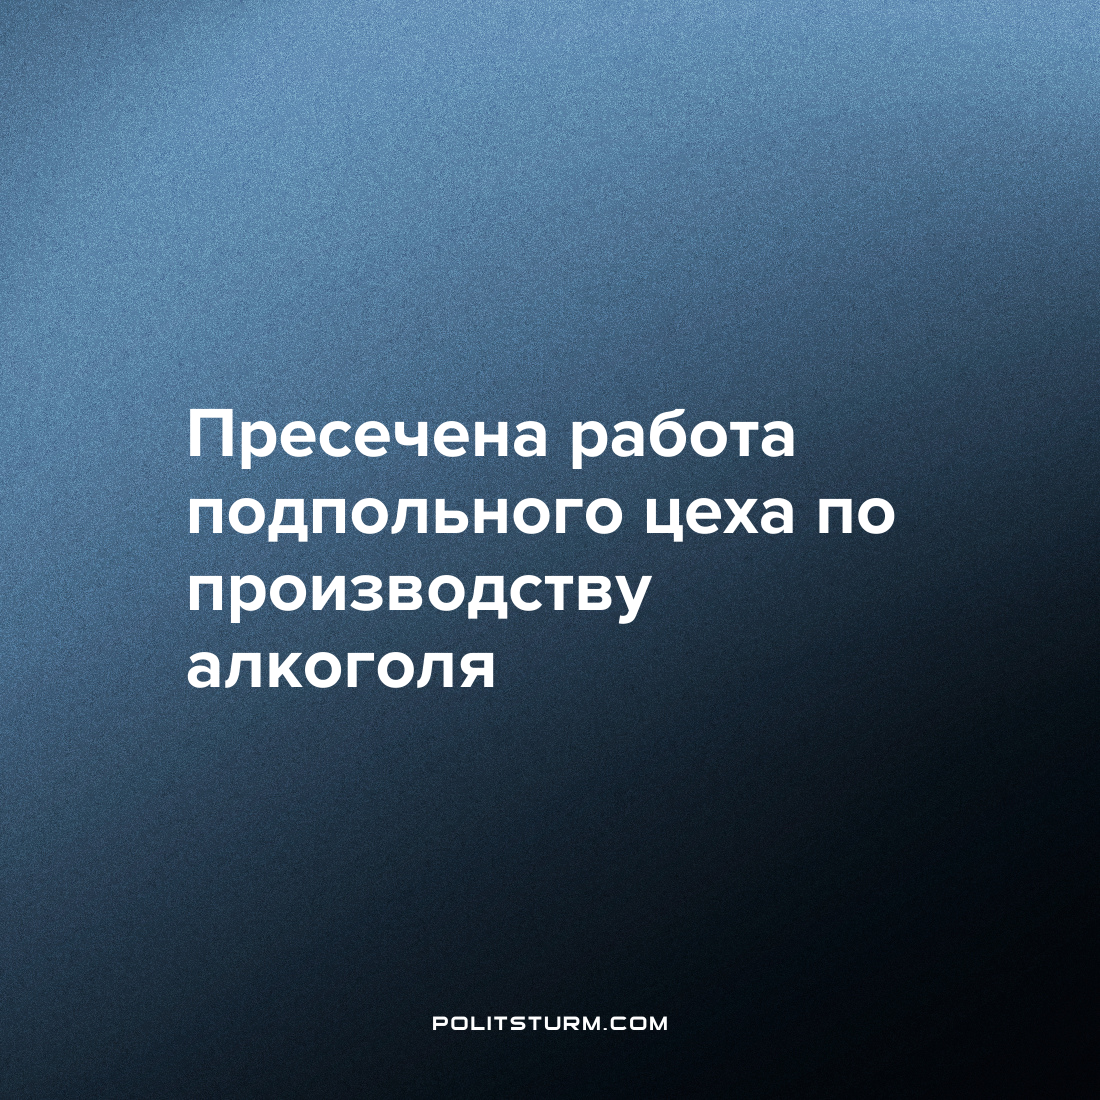 Пресечена работа
подпольного цеха по
производству
алкоголя
POLITSTURM.COM